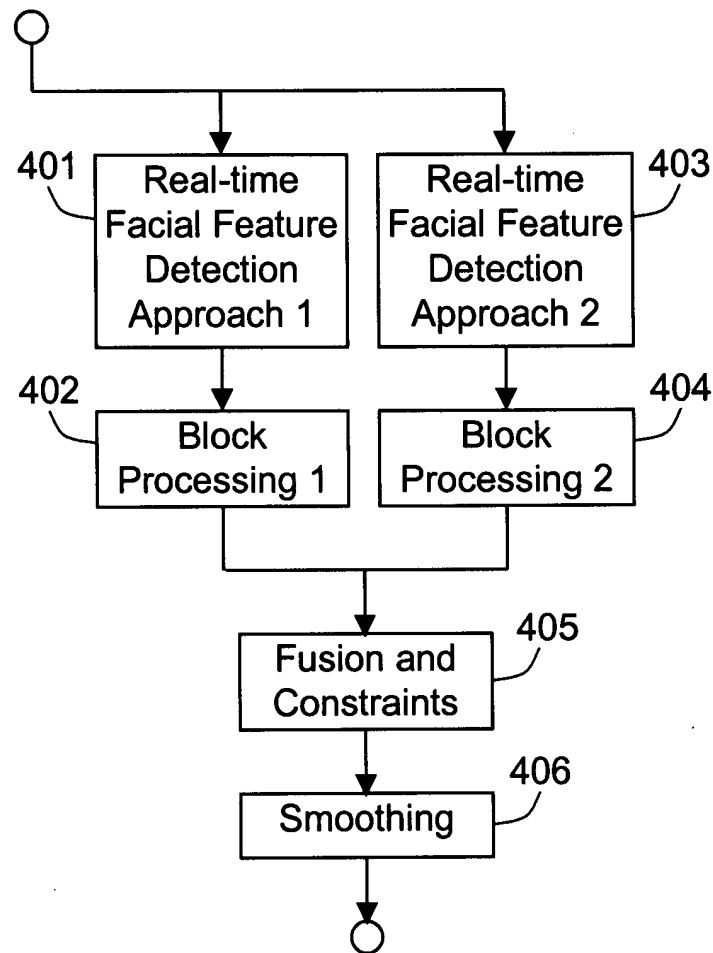 401
Real-time
Facial Feature
Detection
Approach 1
403
Real-time
Facial Feature
Detection
Approach 2
402
Block
Processing 1
404
Block
Processing 2
405
Fusion and
Constraints
406
Smoothing